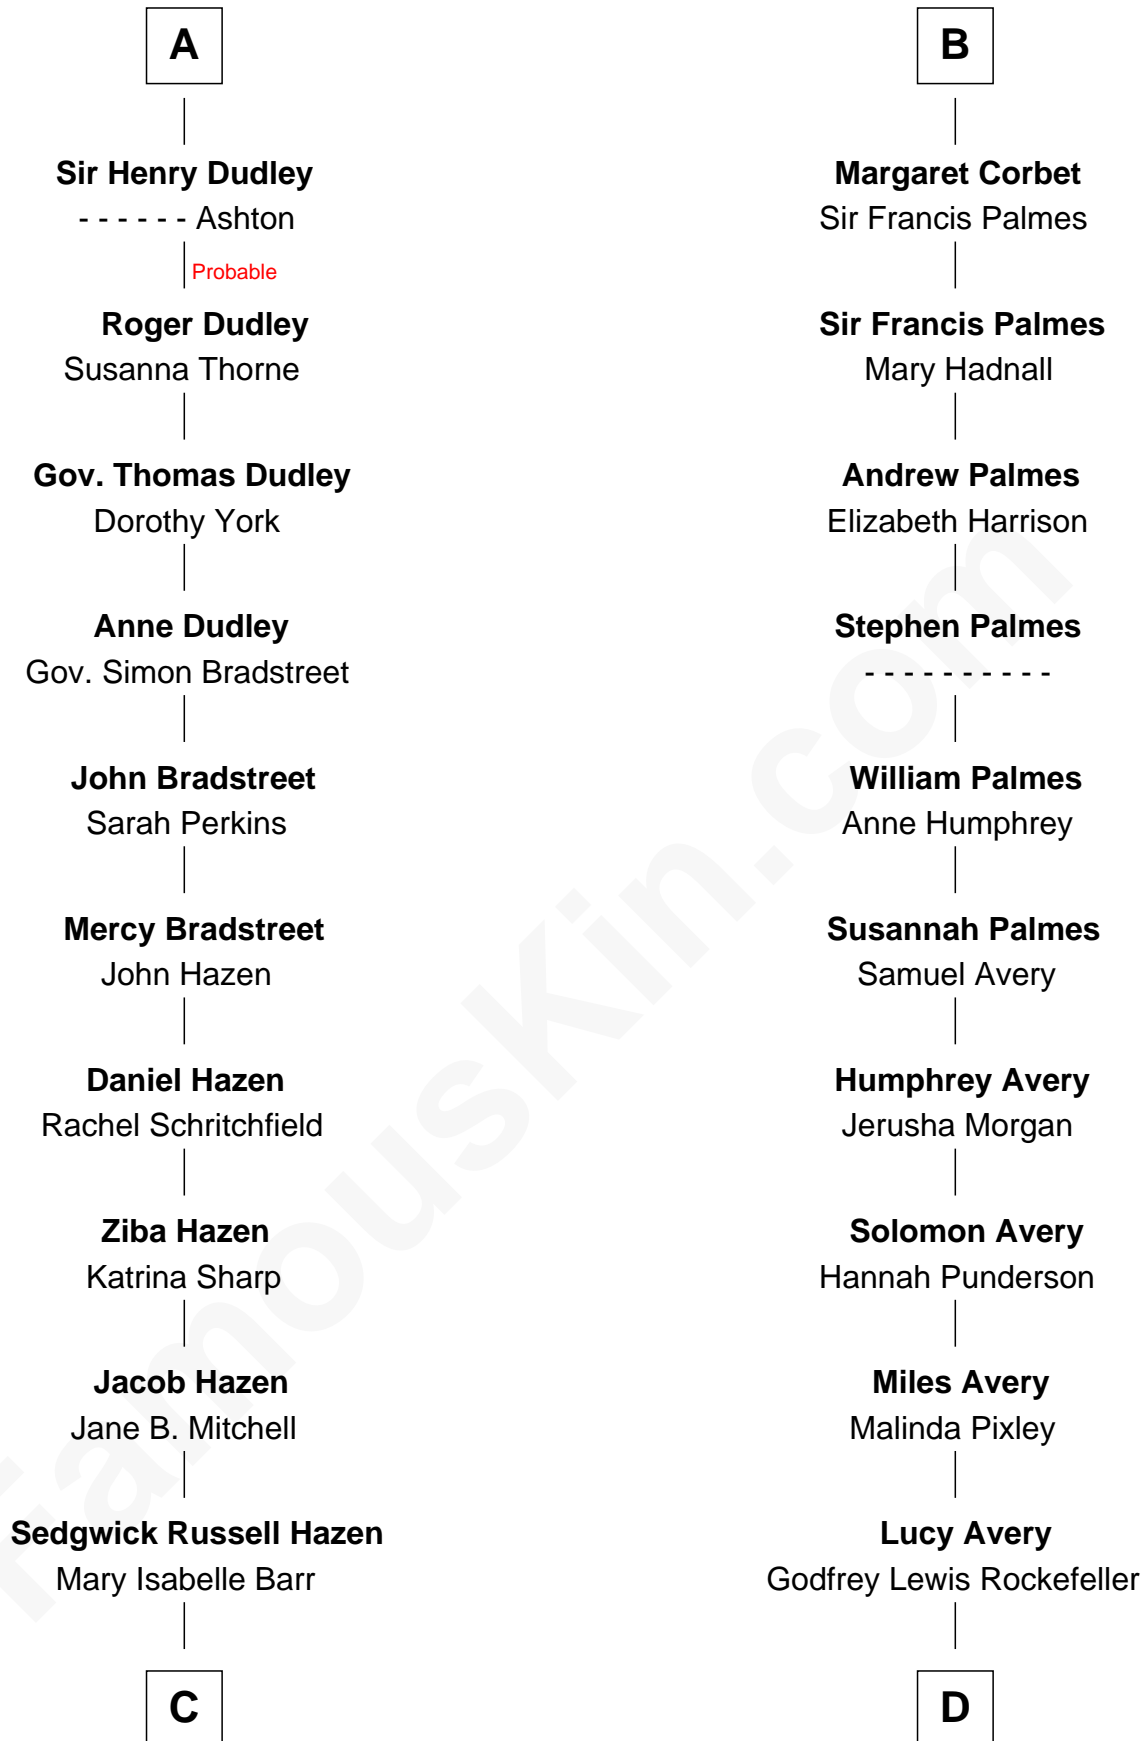 A
Sir Henry Dudley
- - - - - - Ashton
Probable
Roger Dudley
Susanna Thorne
Gov. Thomas Dudley
Dorothy York
Anne Dudley
Gov. Simon Bradstreet
John Bradstreet
Sarah Perkins
Mercy Bradstreet
John Hazen
Daniel Hazen
Rachel Schritchfield
Ziba Hazen
Katrina Sharp
Jacob Hazen
Jane B. Mitchell
Sedgwick Russell Hazen
Mary Isabelle Barr
C
B
Margaret Corbet
Sir Francis Palmes
Sir Francis Palmes
Mary Hadnall
Andrew Palmes
Elizabeth Harrison
Stephen Palmes
- - - - - - - - - -
William Palmes
Anne Humphrey
Susannah Palmes
Samuel Avery
Humphrey Avery
Jerusha Morgan
Solomon Avery
Hannah Punderson
Miles Avery
Malinda Pixley
Lucy Avery
Godfrey Lewis Rockefeller
D
FamousKin.com